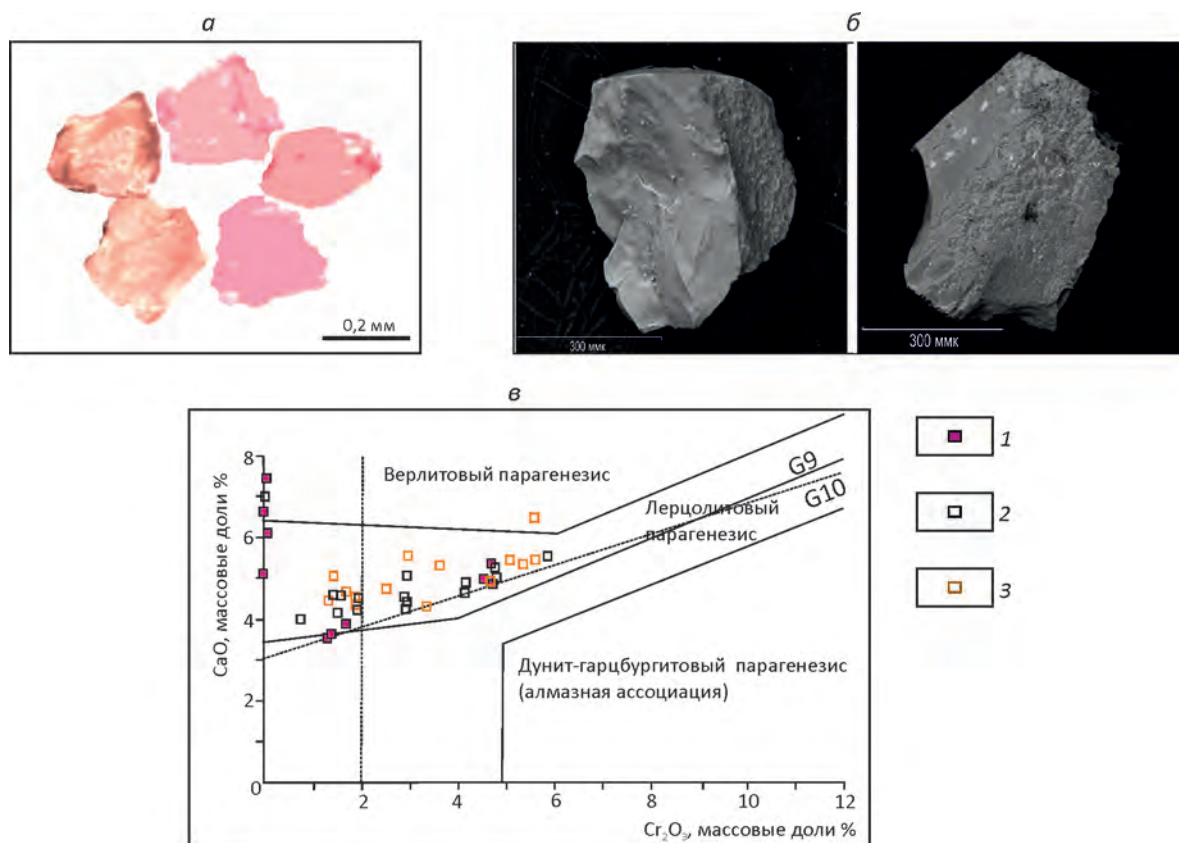 а
б
0,2 мм
300 ммк
300 ммк
в
CaO, массовые доли %
8
6
4
2
0
2
4
6
8
10
12
Cr₂O₃, массовые доли %
Верлитовый парагенезис
G9
G10
Лерцолитовый
парагенезис
Дунит-гарцбургитовый парагенезис
(алмазная ассоциация)
1
2
3